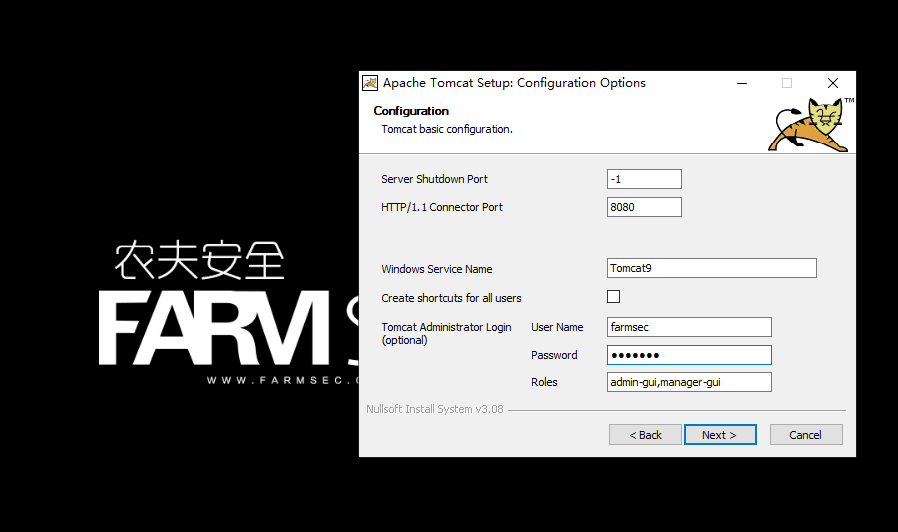 Apache Tomcat Setup: Configuration Options
Configuration
Tomcat basic configuration.
TM
Server Shutdown Port
-1
HTTP/1.1 Connector Port
8080
Windows Service Name
Tomcat9
Create shortcuts for all users
Tomcat Administrator Login
(optional)
User Name
farmsec
Password
●●●●●●●
Roles
admin-gui,manager-gui
Nullsoft Install System v3.08
< Back
Next >
Cancel
农夫安全
FARM
WWW.FARMSEC.